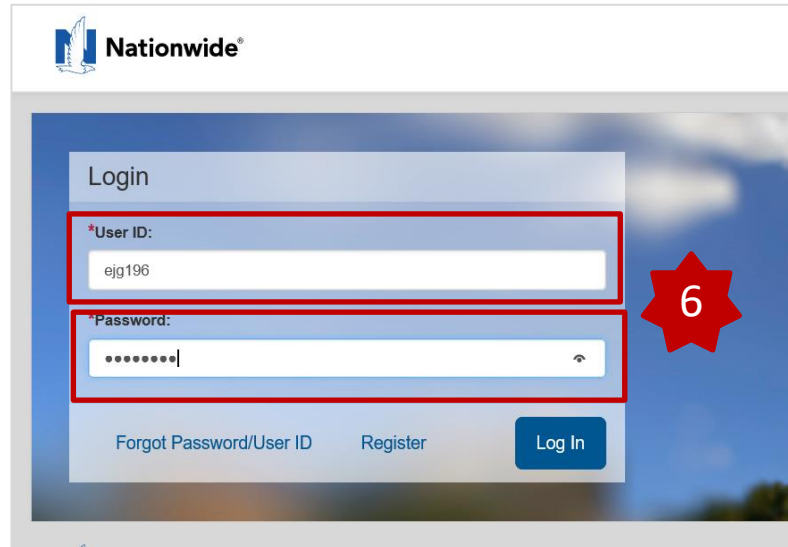 Nationwide®
Login
*User ID:
ejg196
*Password:
••••••••
Forgot Password/User ID Register Log In
6